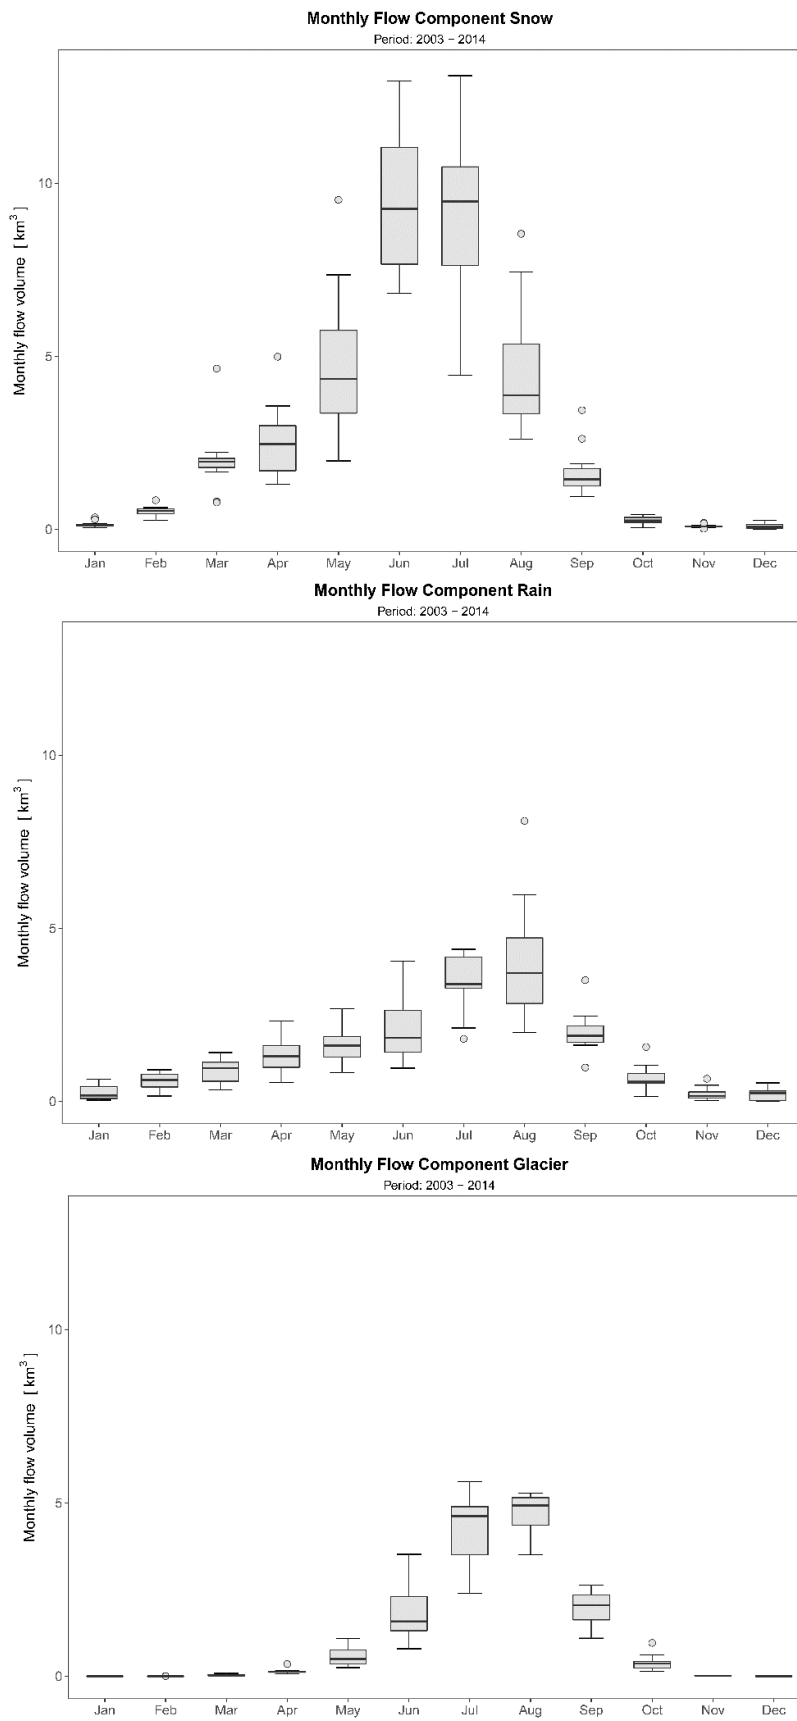 Monthly Flow Component Snow
Period: 2003 − 2014
Monthly flow volume [ km³ ]
10
5
0
Jan Feb Mar Apr May Jun Jul Aug Sep Oct Nov Dec
Monthly Flow Component Rain
Period: 2003 − 2014
Monthly flow volume [ km³ ]
10
5
0
Jan Feb Mar Apr May Jun Jul Aug Sep Oct Nov Dec
Monthly Flow Component Glacier
Period: 2003 − 2014
Monthly flow volume [ km³ ]
10
5
0
Jan Feb Mar Apr May Jun Jul Aug Sep Oct Nov Dec